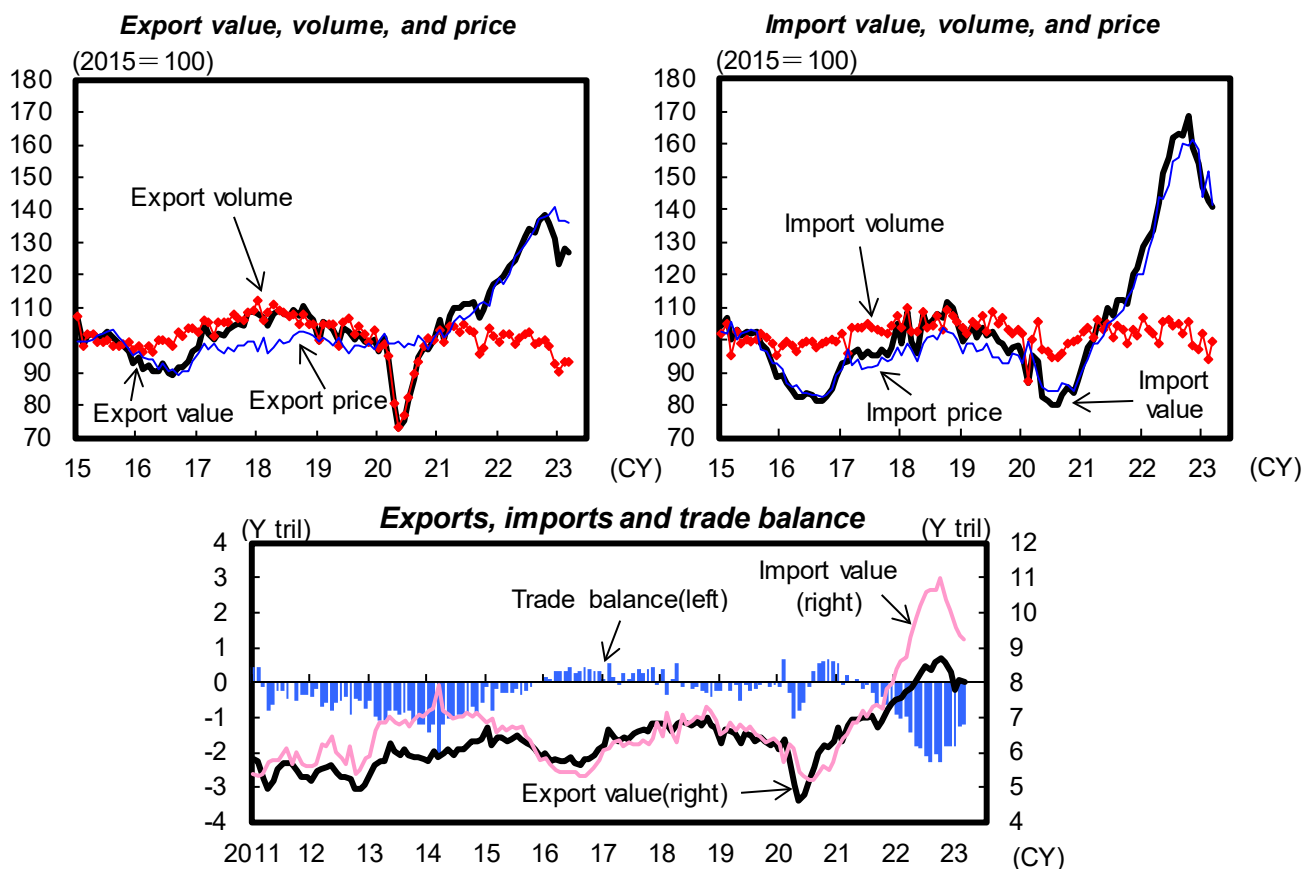 Export value, volume, and price
(2015＝100)
180
170
160
150
140
130
120
110
100
90
80
70
Export volume
Export value
Export price
15 16 17 18 19 20 21 22 23 (CY)
Import value, volume, and price
(2015＝100)
180
170
160
150
140
130
120
110
100
90
80
70
Import volume
Import price
Import
value
15 16 17 18 19 20 21 22 23 (CY)
Exports, imports and trade balance
(Y tril)
(Y tril)
4
3
2
1
0
-1
-2
-3
-4
Trade balance(left)
Import value
(right)
Export value(right)
12
11
10
9
8
7
6
5
4
2011 12 13 14 15 16 17 18 19 20 21 22 23 (CY)